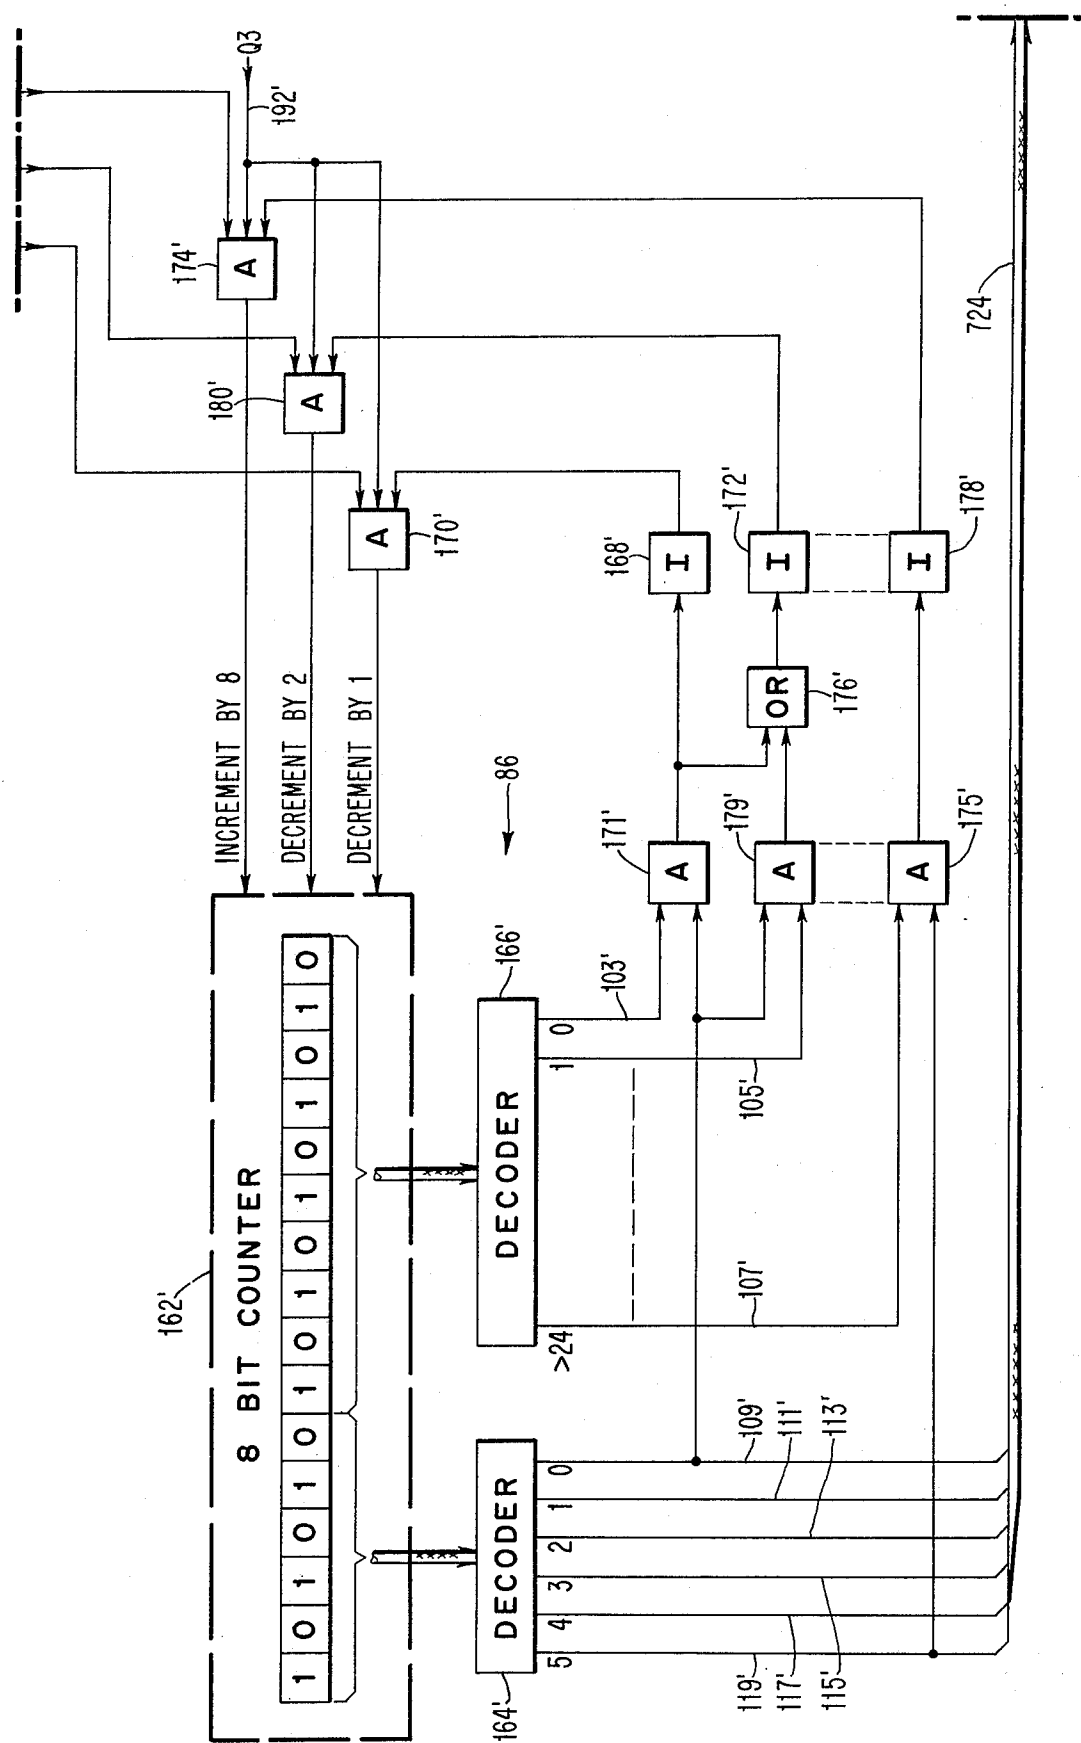 162'
8 BIT COUNTER
1 0 1 0 1 0 1 0 1 0 1 0 1 0 1 0
INCREMENT BY 8
DECREMENT BY 2
DECREMENT BY 1
174'
A
180'
A
A
170'
Q3
192'
86
164'
DECODER
5 4 3 2 1 0
166'
DECODER
>24
1
0
103'
105'
107'
109'
111'
113'
115'
117'
119'
171'
A
179'
A
A
175'
OR
176'
168'
I
172'
I
I
178'
724